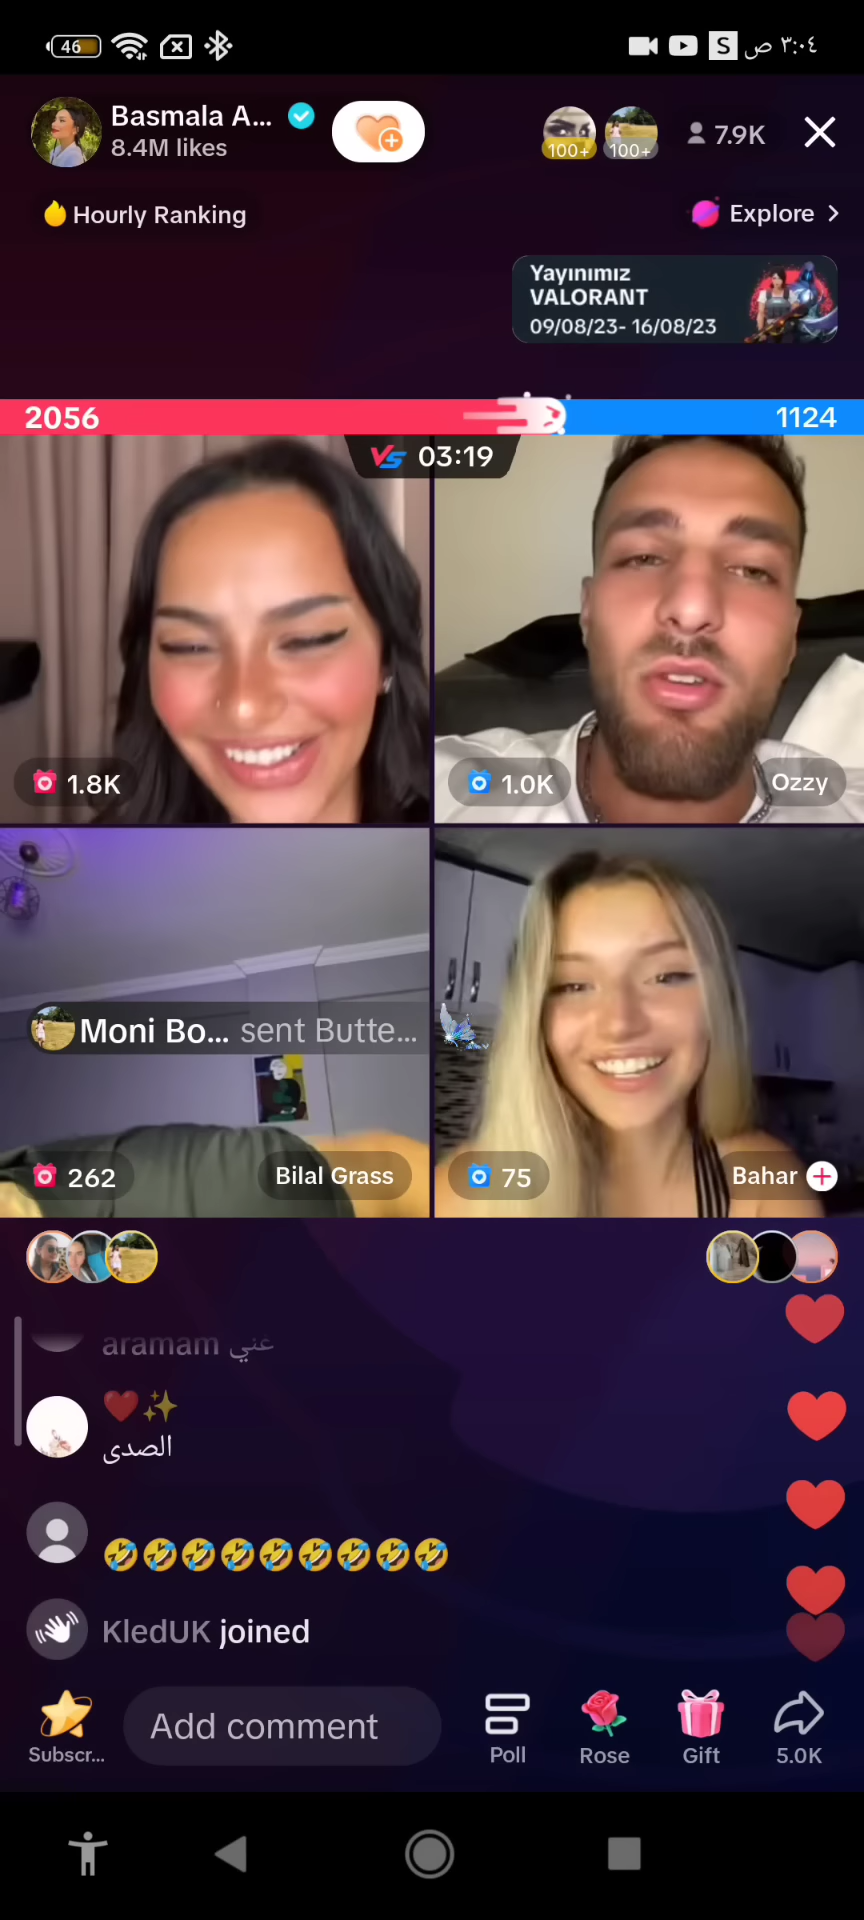 46
S
٣:٠٤ ص
Basmala A...
8.4M likes
100+
100+
7.9K
Hourly Ranking
Explore >
Yayınımız
VALORANT
09/08/23- 16/08/23
2056
1124
VS 03:19
1.8K
1.0K
Ozzy
Moni Bo... sent Butte...
262
Bilal Grass
75
Bahar
aramam غني
❤️✨
الصدى
🤣🤣🤣🤣🤣🤣🤣🤣🤣
KledUK joined
Subscr...
Add comment
Poll
Rose
Gift
5.0K